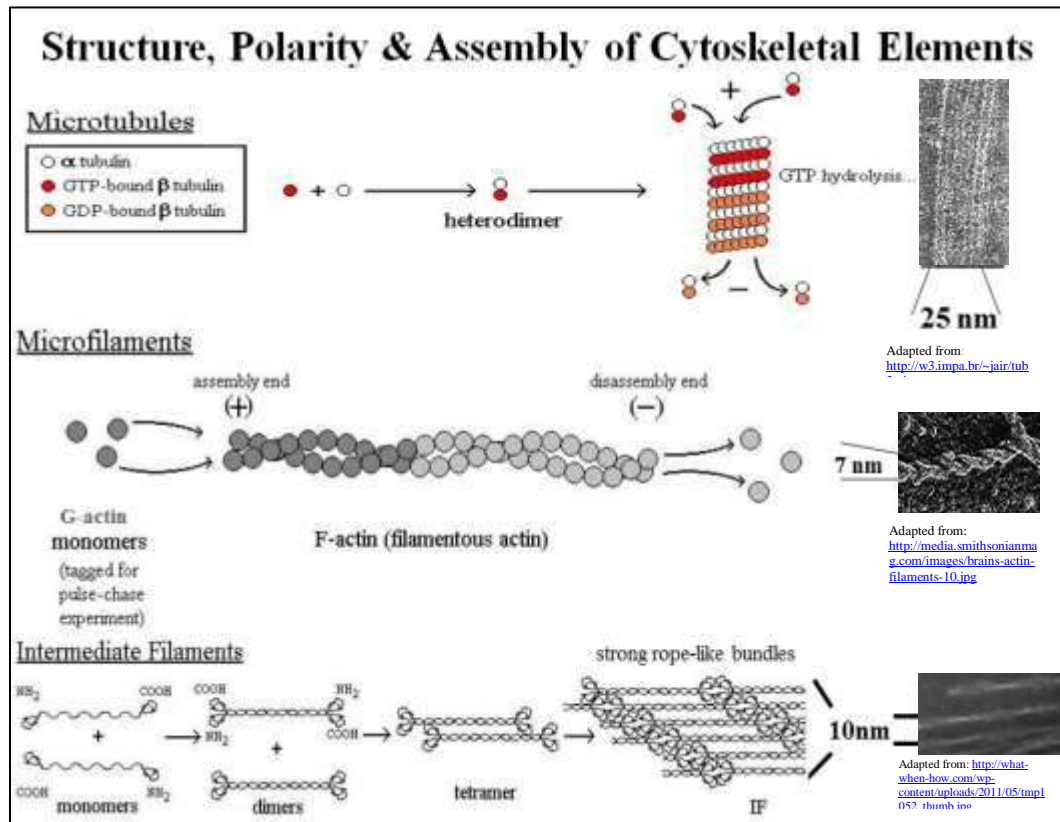 Structure, Polarity & Assembly of Cytoskeletal Elements
Microtubules
α tubulin
GTP-bound β tubulin
GDP-bound β tubulin
+
heterodimer
+
GTP hydrolysis...
−
25 nm
Adapted from:
http://w3.impa.br/~jair/tub
Microfilaments
assembly end
(+)
disassembly end
(−)
7 nm
G-actin
monomers
(tagged for
pulse-chase
experiment)
F-actin (filamentous actin)
Adapted from:
http://media.smithsonianma
g.com/images/brains-actin-
filaments-10.jpg
Intermediate Filaments
NH2
COOH
+
COOH
NH2
monomers
COOH
NH2
NH2
COOH
+
dimers
tetramer
strong rope-like bundles
IF
10nm
Adapted from: http://what-
when-how.com/wp-
content/uploads/2011/05/tmp1
052_thumb.jpg